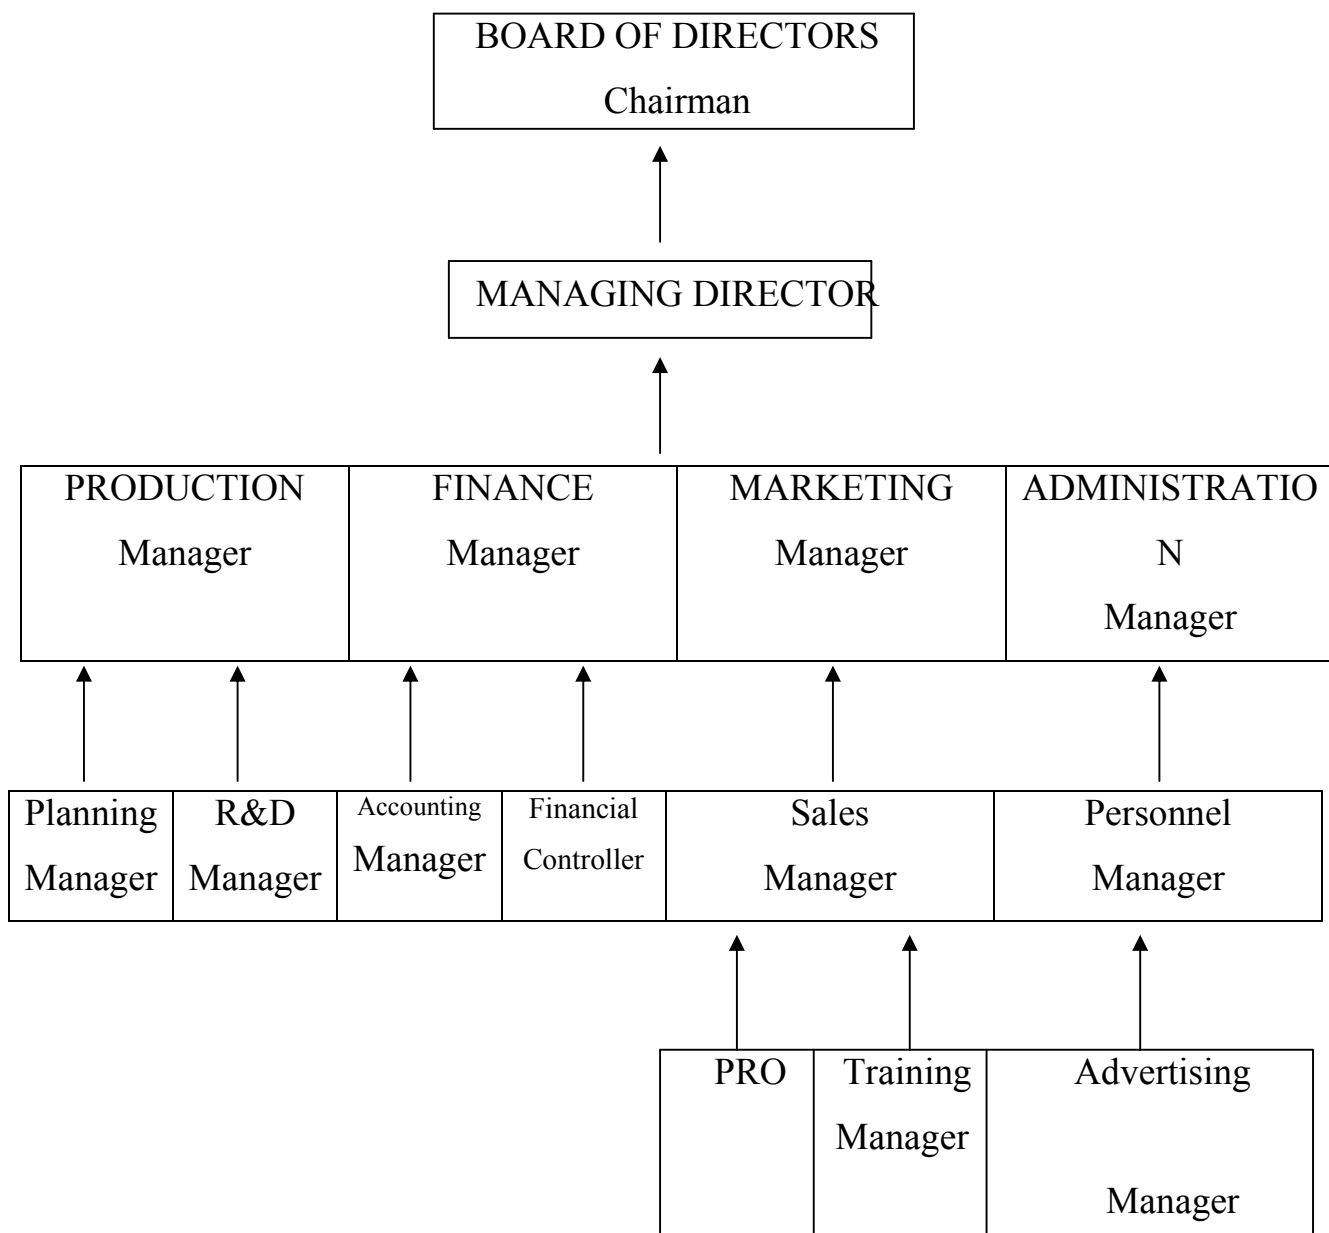 BOARD OF DIRECTORS
Chairman
MANAGING DIRECTOR
PRODUCTION
Manager
FINANCE
Manager
MARKETING
Manager
ADMINISTRATIO
N
Manager
Planning
Manager
R&D
Manager
Accounting
Manager
Financial
Controller
Sales
Manager
Personnel
Manager
PRO
Training
Manager
Advertising
Manager